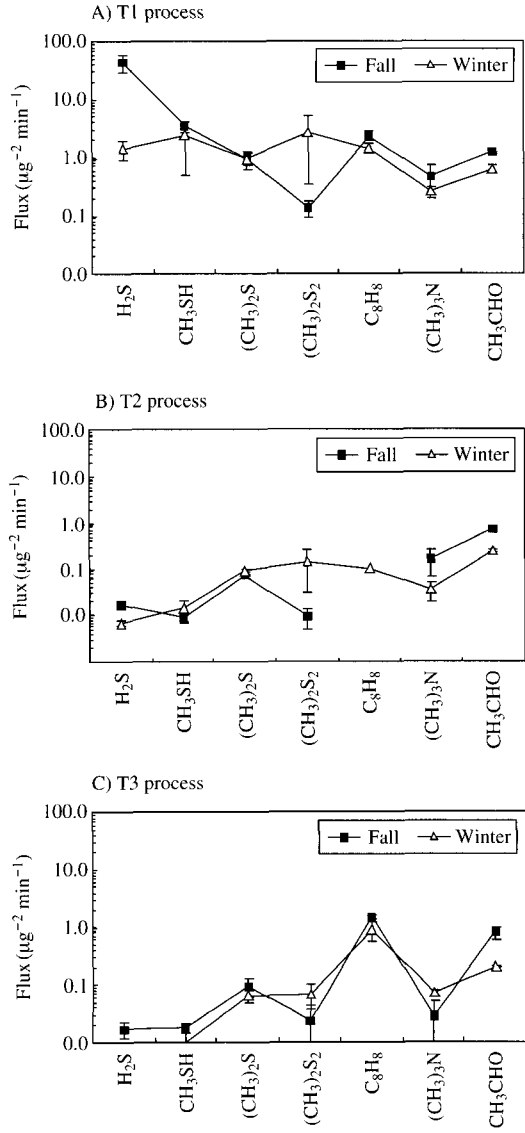 A) T1 process
Fall Winter
Flux (µg⁻² min⁻¹)
100.0
10.0
1.0
0.1
0.0
H₂S
CH₃SH
(CH₃)₂S
(CH₃)₂S₂
C₈H₈
(CH₃)₃N
CH₃CHO
B) T2 process
Fall Winter
Flux (µg⁻² min⁻¹)
100.0
10.0
1.0
0.1
0.0
H₂S
CH₃SH
(CH₃)₂S
(CH₃)₂S₂
C₈H₈
(CH₃)₃N
CH₃CHO
C) T3 process
Fall Winter
Flux (µg⁻² min⁻¹)
100.0
10.0
1.0
0.1
0.0
H₂S
CH₃SH
(CH₃)₂S
(CH₃)₂S₂
C₈H₈
(CH₃)₃N
CH₃CHO